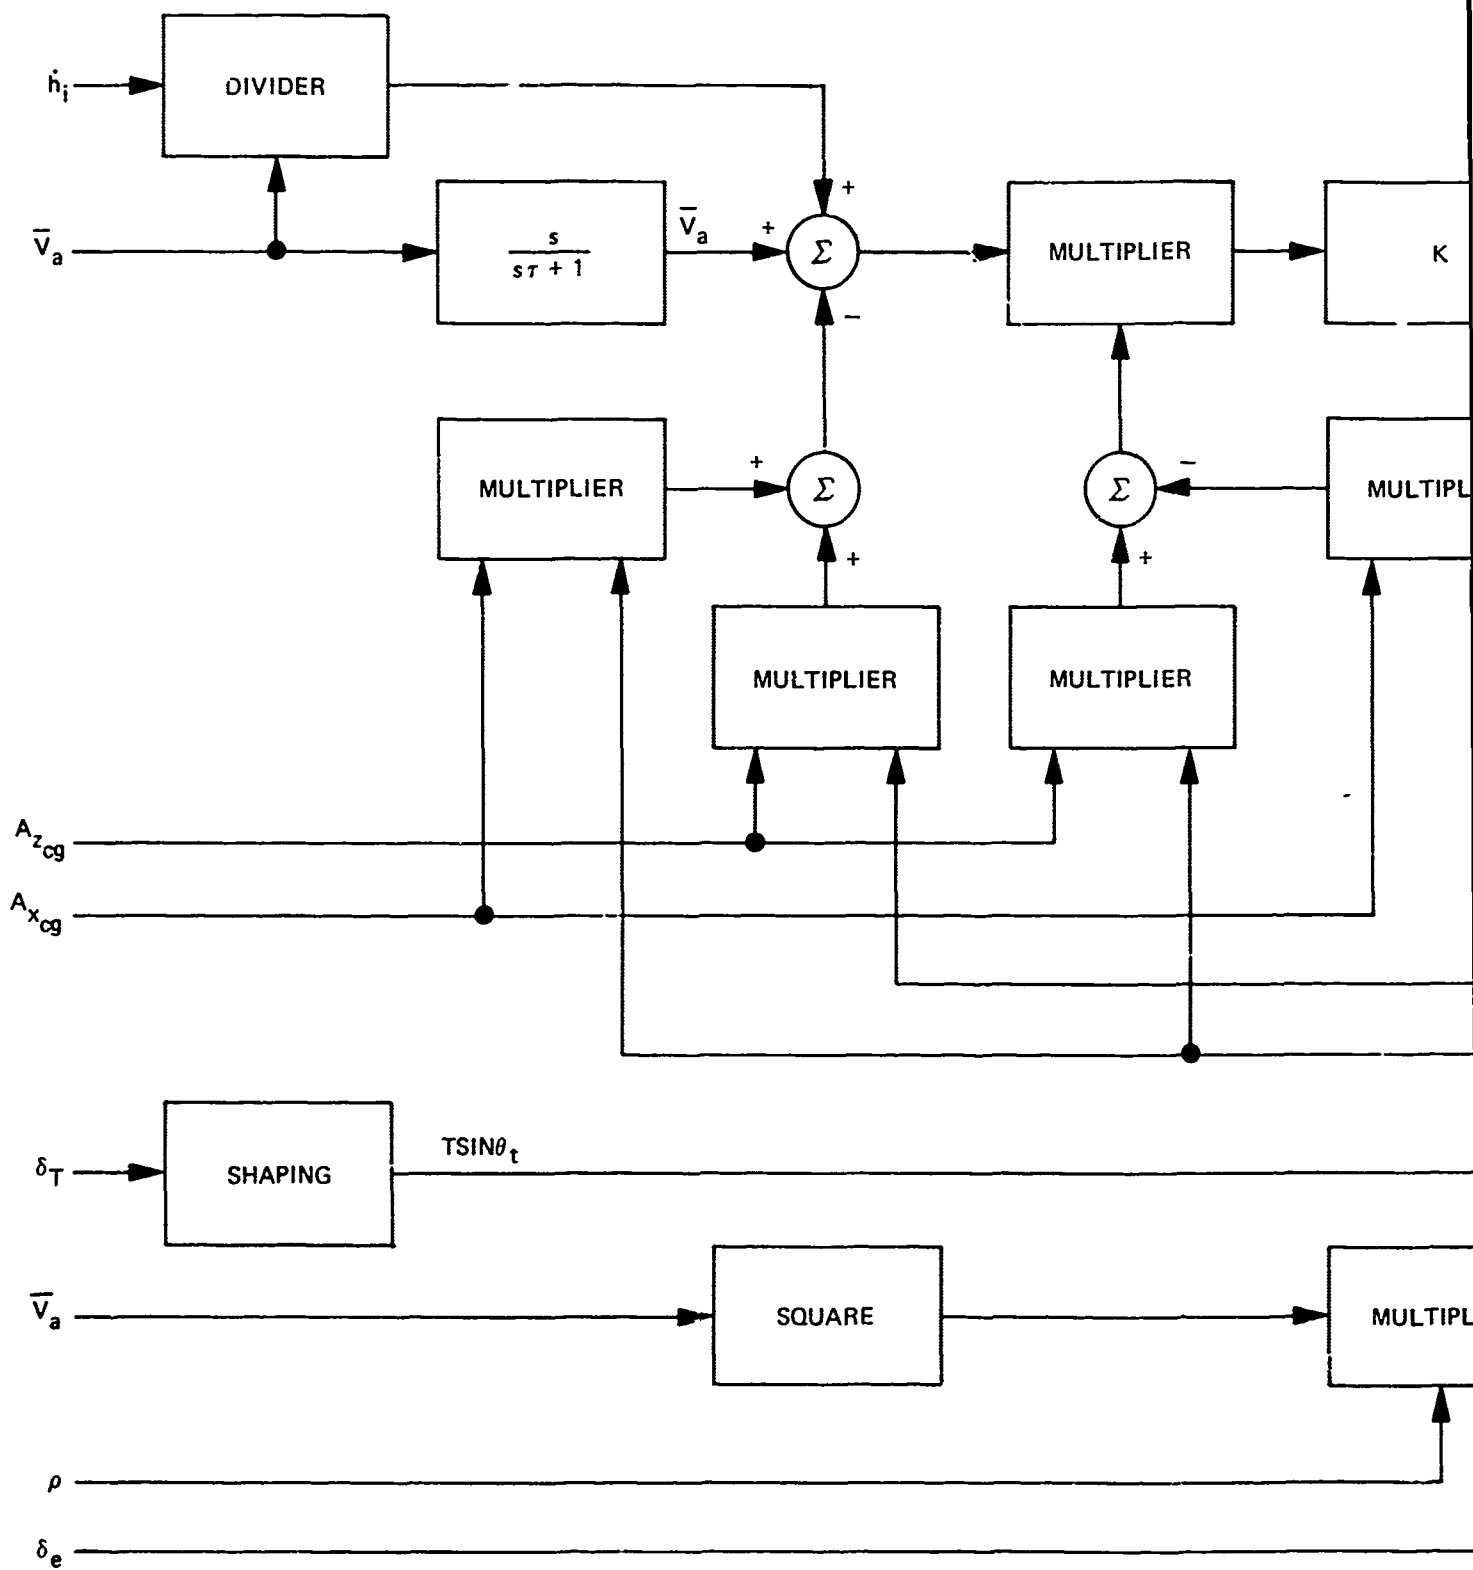 ḣi
DIVIDER
+
V̅a
s
sτ + 1
V̅a
+
Σ
MULTIPLIER
K
−
MULTIPLIER
+
Σ
Σ
−
MULTIPL
+
+
MULTIPLIER
MULTIPLIER
Azcg
Axcg
δT
SHAPING
TSINθt
V̅a
SQUARE
MULTIPL
ρ
δe